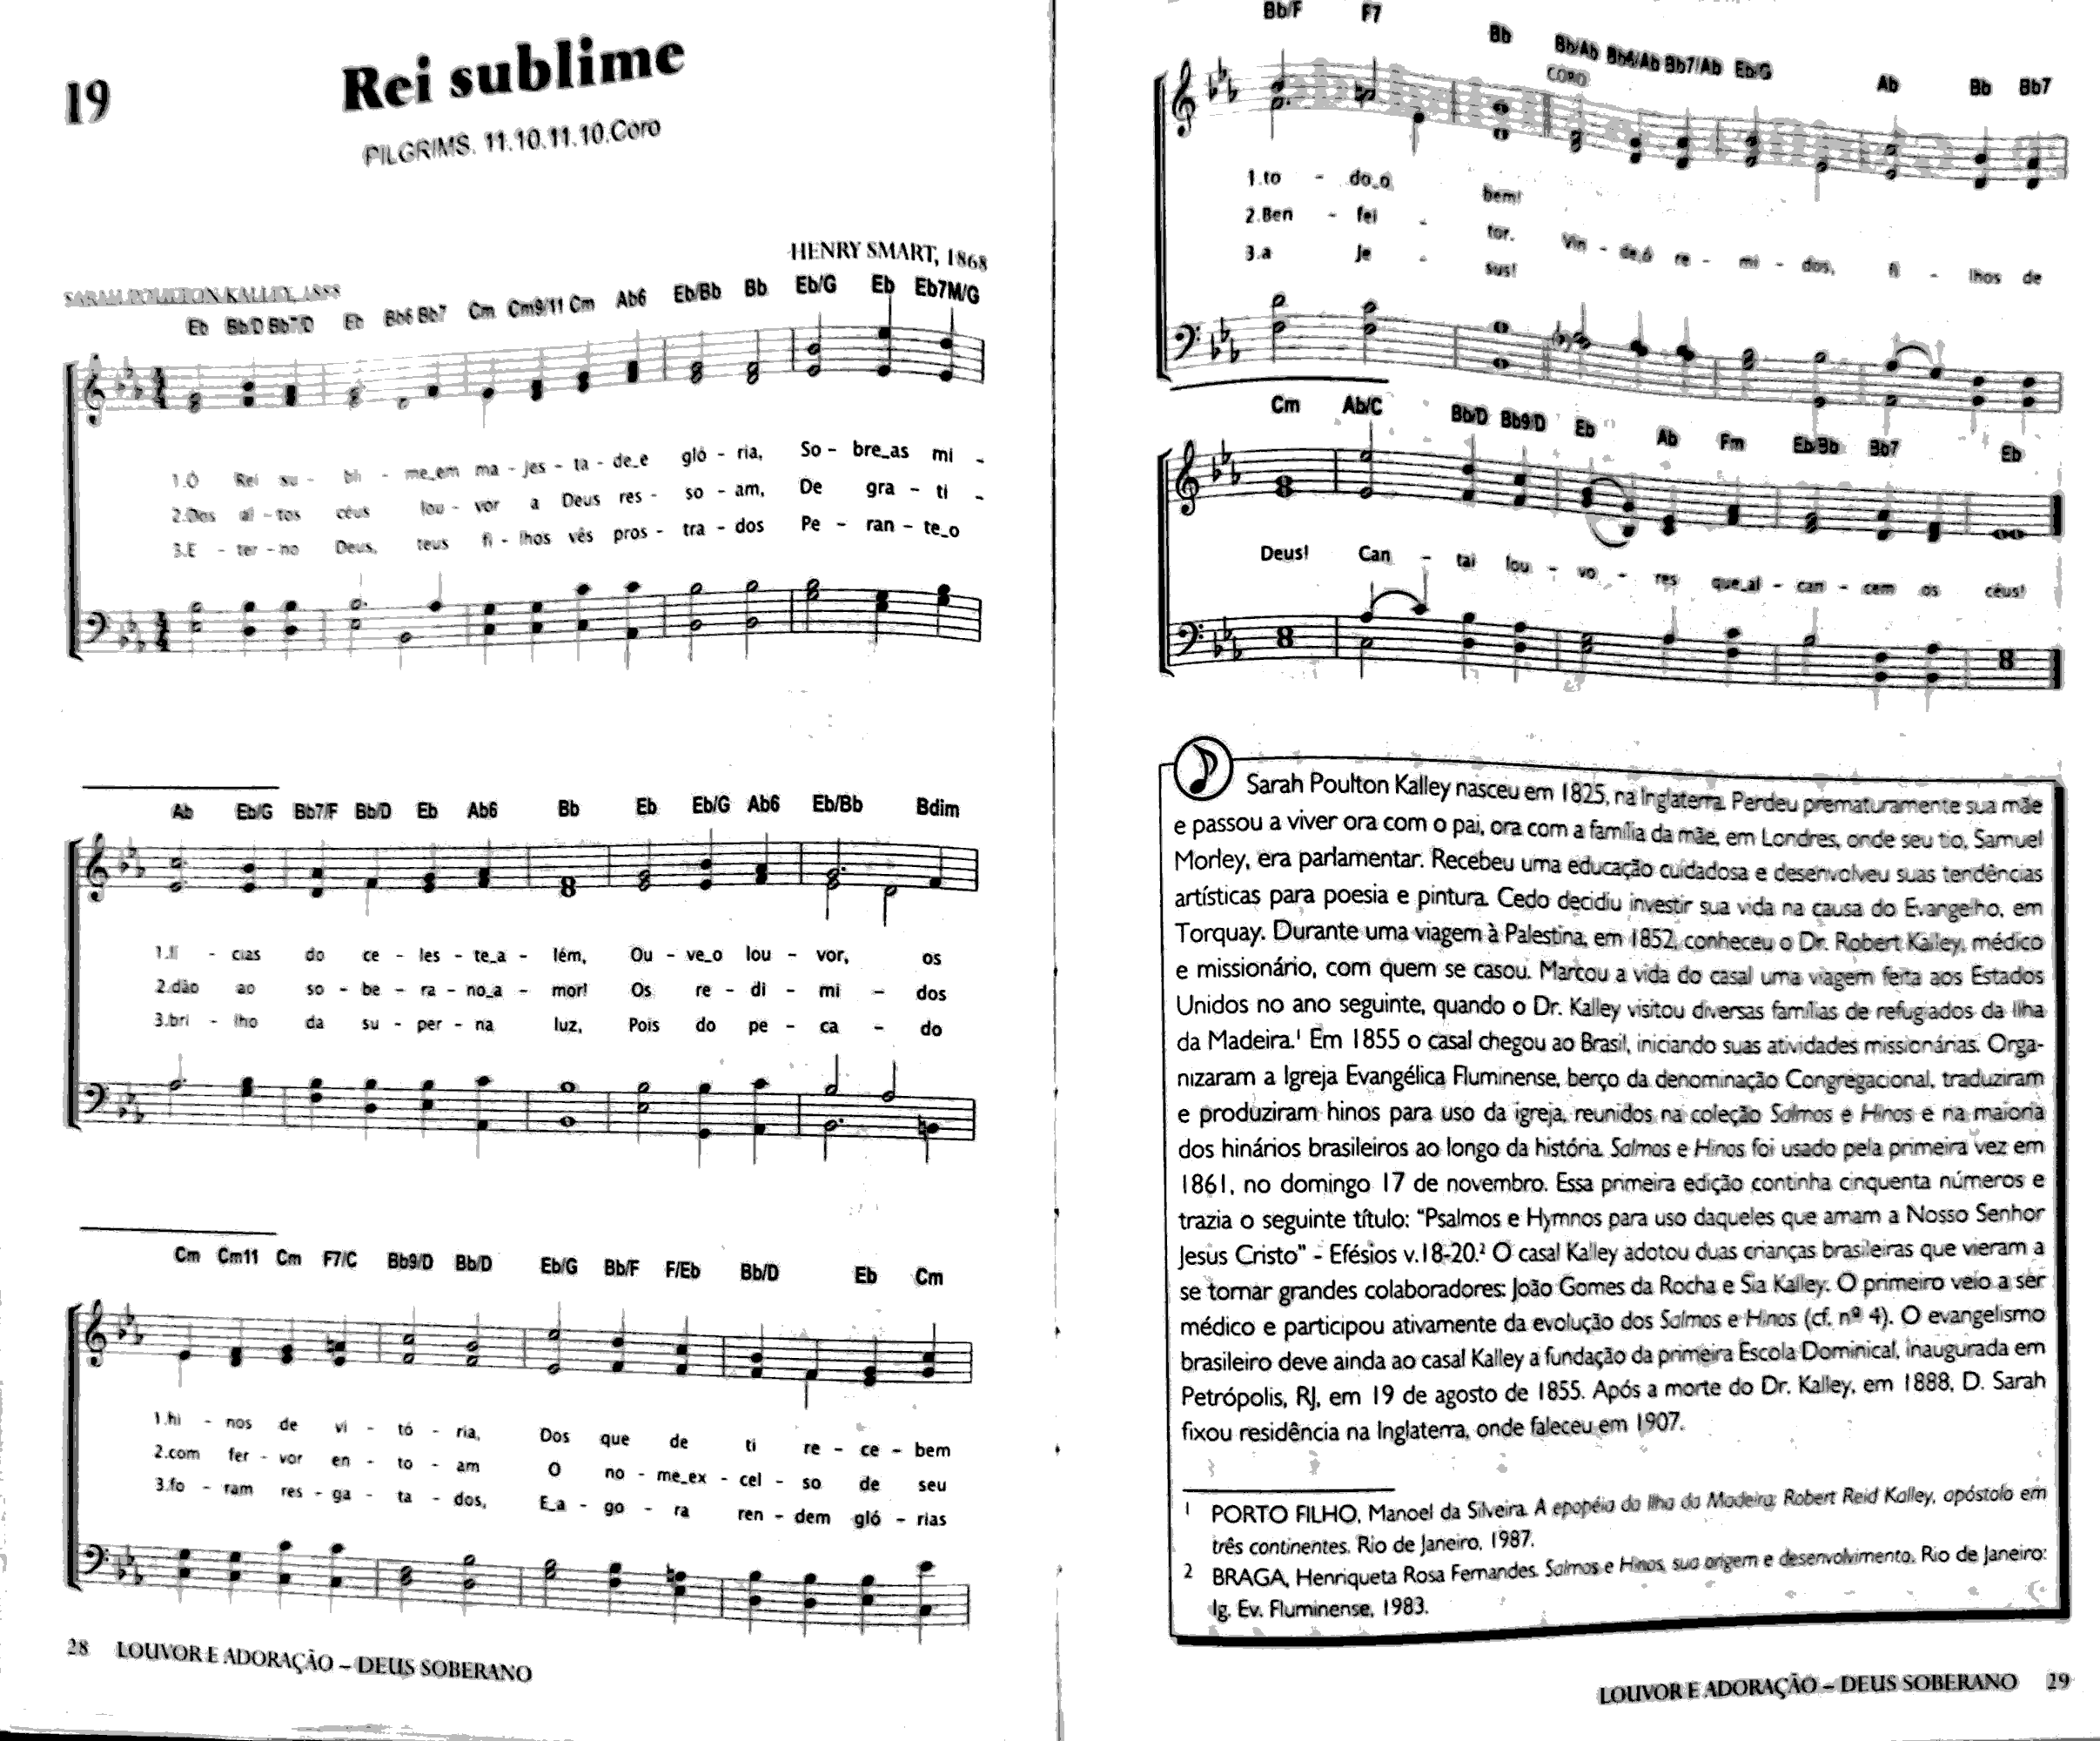 19
Rei sublime
PILGRIMS. 11.10.11.10.Coro
HENRY SMART, 1868
SARAH POULTON KALLEY, 1888
Eb Bb/D Bb7/D Eb Bb6 Bb7 Cm Cm9/11 Cm Ab6 Eb/Bb Bb Eb/G Eb Eb7M/G
1.Ó Rei su - bli - me_em ma - jes - ta - de_e gló - ria, So - bre_as mi -
2.Dos al - tos céus lou - vor a Deus res - so - am, De gra - ti -
3.E - ter - no Deus, teus fi - lhos vês pros - tra - dos Pe - ran - te_o
Ab Eb/G Bb7/F Bb/D Eb Ab6 Bb Eb Eb/G Ab6 Eb/Bb Bdim
1.lí - cias do ce - les - te_a - lém, Ou - ve_o lou - vor, os
2.dão ao so - be - ra - no_a - mor! Os re - di - mi - dos
3.bri - lho da su - per - na luz, Pois do pe - ca - do
Cm Cm11 Cm F7/C Bb9/D Bb/D Eb/G Bb/F F/Eb Bb/D Eb Cm
1.hi - nos de vi - tó - ria, Dos que de ti re - ce - bem
2.com fer - vor en - to - am O no - me_ex - cel - so de seu
3.fo - ram res - ga - ta - dos, E_a - go - ra ren - dem gló - rias
28 LOUVOR E ADORAÇÃO – DEUS SOBERANO
Bb/F F7 Bb Bb/Ab Bb6/Ab Bb7/Ab Eb/G Ab Bb Bb7
CORO
1.to - do_o bem!
2.Ben - fei - tor. Vin - de,ó re - mi - dos, fi - lhos de
3.a Je - sus!
Cm Ab/C Bb/D Bb9/D Eb Ab Fm Eb/Bb Bb7 Eb
Deus! Can - tai lou - vo - res que_al - can - cem os céus!
Sarah Poulton Kalley nasceu em 1825, na Inglaterra. Perdeu prematuramente sua mãe
e passou a viver ora com o pai, ora com a família da mãe, em Londres, onde seu tio, Samuel
Morley, era parlamentar. Recebeu uma educação cuidadosa e desenvolveu suas tendências
artísticas para poesia e pintura. Cedo decidiu investir sua vida na causa do Evangelho, em
Torquay. Durante uma viagem à Palestina, em 1852, conheceu o Dr. Robert Kalley, médico
e missionário, com quem se casou. Marcou a vida do casal uma viagem feita aos Estados
Unidos no ano seguinte, quando o Dr. Kalley visitou diversas famílias de refugiados da Ilha
da Madeira.¹ Em 1855 o casal chegou ao Brasil, iniciando suas atividades missionárias. Orga-
nizaram a Igreja Evangélica Fluminense, berço da denominação Congregacional, traduziram
e produziram hinos para uso da igreja, reunidos na coleção Salmos e Hinos e na maioria
dos hinários brasileiros ao longo da história. Salmos e Hinos foi usado pela primeira vez em
1861, no domingo 17 de novembro. Essa primeira edição continha cinquenta números e
trazia o seguinte título: “Psalmos e Hymnos para uso daqueles que amam a Nosso Senhor
Jesus Cristo” - Efésios v.18-20.² O casal Kalley adotou duas crianças brasileiras que vieram a
se tornar grandes colaboradores: João Gomes da Rocha e Sia Kalley. O primeiro veio a ser
médico e participou ativamente da evolução dos Salmos e Hinos (cf. nº 4). O evangelismo
brasileiro deve ainda ao casal Kalley a fundação da primeira Escola Dominical, inaugurada em
Petrópolis, RJ, em 19 de agosto de 1855. Após a morte do Dr. Kalley, em 1888, D. Sarah
fixou residência na Inglaterra, onde faleceu em 1907.
1 PORTO FILHO, Manoel da Silveira. A epopéia da Ilha da Madeira: Robert Reid Kalley, apóstolo em
três continentes. Rio de Janeiro, 1987.
2 BRAGA, Henriqueta Rosa Fernandes. Salmos e Hinos, sua origem e desenvolvimento. Rio de Janeiro:
Ig. Ev. Fluminense, 1983.
LOUVOR E ADORAÇÃO – DEUS SOBERANO 29